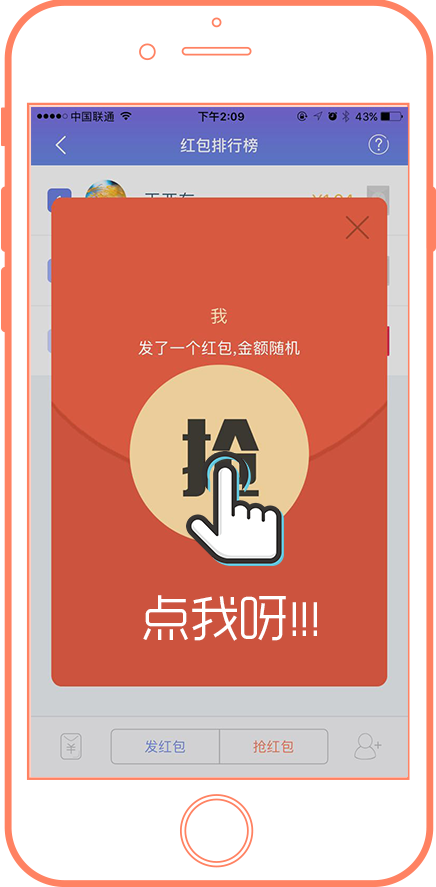 中国联通 下午2:09 43%
红包排行榜
我
发了一个红包,金额随机
抢
点我呀!!!
发红包 抢红包